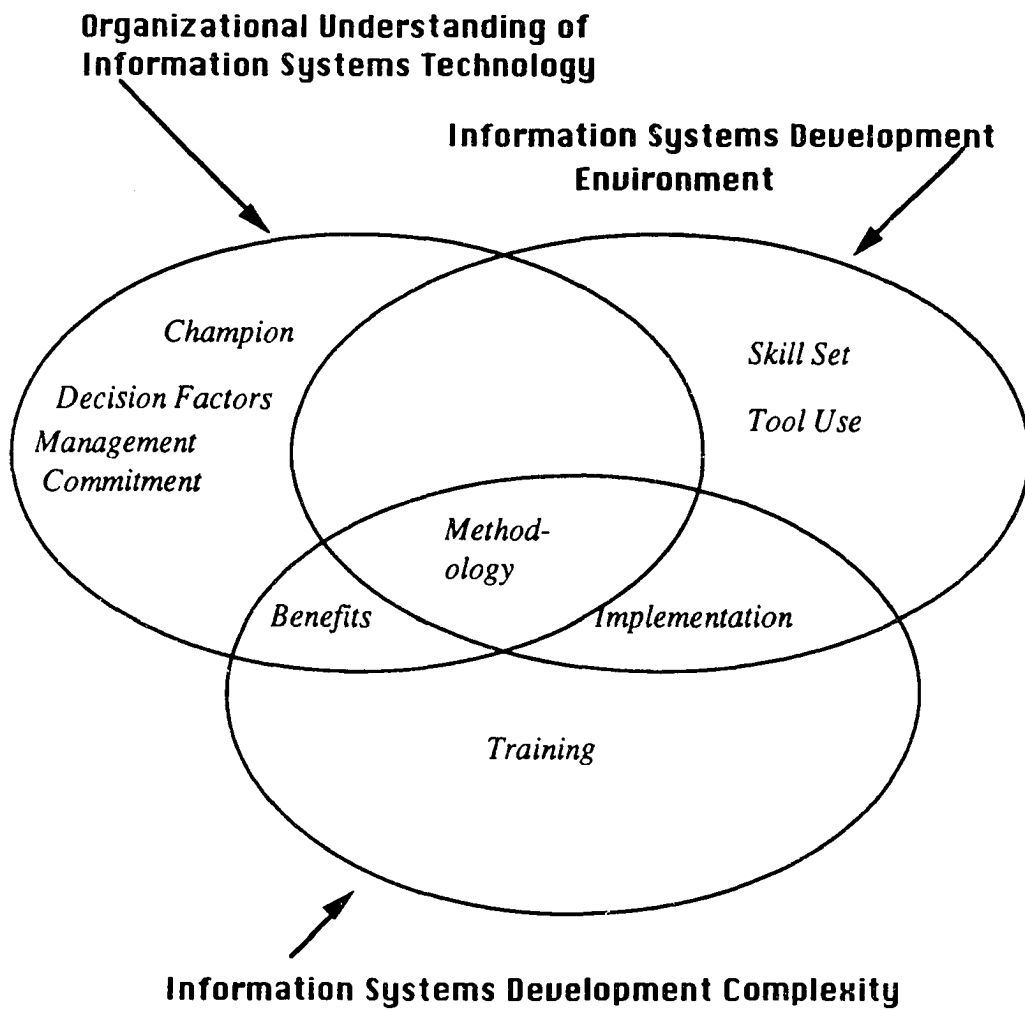 Organizational Understanding of
Information Systems Technology
Information Systems Development
Environment
Champion
Skill Set
Decision Factors
Tool Use
Management
Commitment
Method-
ology
Benefits
Implementation
Training
Information Systems Development Complexity